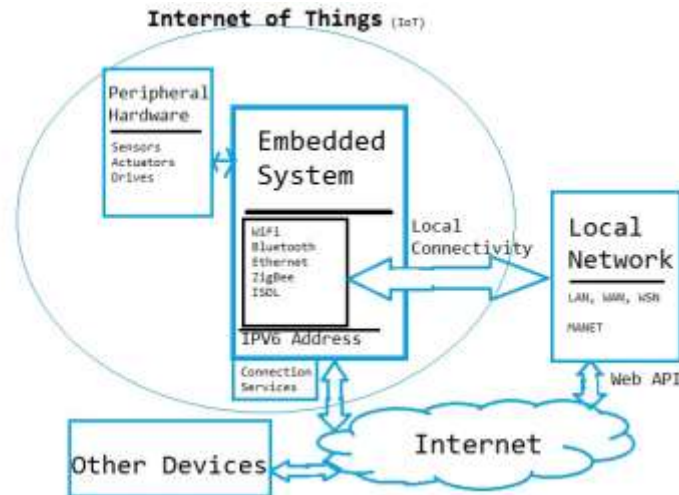 Internet of Things (IoT)
Peripheral
Hardware
Sensors
Actuators
Drives
Embedded
System
WiFi
Bluetooth
Ethernet
ZigBee
ISDL
IPV6 Address
Connection
Services
Local
Connectivity
Local
Network
LAN, WAN, WSN
MANET
Web API
Internet
Other Devices